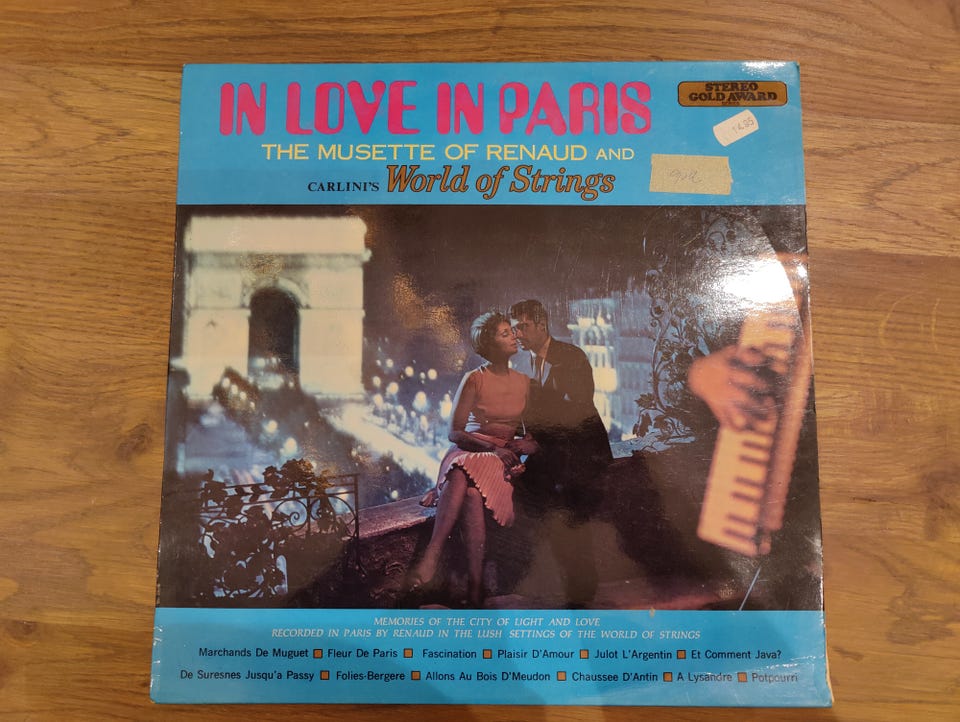 IN LOVE IN PARIS
STEREO
GOLD AWARD
THE MUSETTE OF RENAUD AND
CARLINI'S World of Strings
MEMORIES OF THE CITY OF LIGHT AND LOVE
RECORDED IN PARIS BY RENAUD IN THE LUSH SETTINGS OF THE WORLD OF STRINGS
Marchands De Muguet Fleur De Paris Fascination Plaisir D'Amour Julot L'Argentin Et Comment Java?
De Suresnes Jusqu'a Passy Folies-Bergere Allons Au Bois D'Meudon Chaussee D'Antin A Lysandre Potpourri